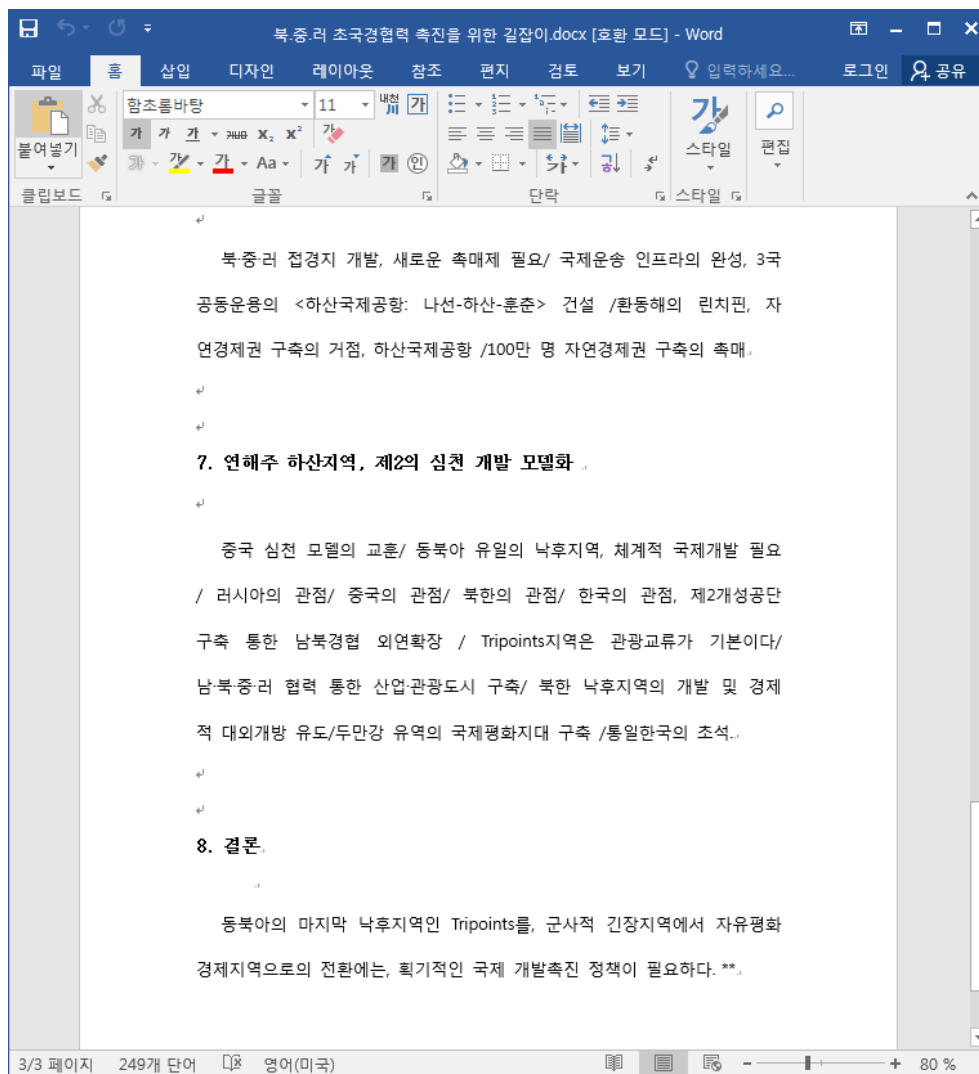 북.중.러 초국경협력 촉진을 위한 길잡이.docx [호환 모드] - Word
파일 홈 삽입 디자인 레이아웃 참조 편지 검토 보기 입력하세요... 로그인 공유
함초롬바탕 11 내천 川 가
가 가 가 abc X₂ X² 가
가 가 가 Aa 가 가 가 인
붙여넣기 스타일 편집
클립보드 글꼴 단락 스타일
북·중·러 접경지 개발, 새로운 촉매제 필요/ 국제운송 인프라의 완성, 3국
공동운용의 <하산국제공항: 나선-하산-훈춘> 건설 /환동해의 린치핀, 자
연경제권 구축의 거점, 하산국제공항 /100만 명 자연경제권 구축의 촉매
7. 연해주 하산지역, 제2의 심천 개발 모델화
중국 심천 모델의 교훈/ 동북아 유일의 낙후지역, 체계적 국제개발 필요
/ 러시아의 관점/ 중국의 관점/ 북한의 관점/ 한국의 관점, 제2개성공단
구축 통한 남북경협 외연확장 / Tripoints지역은 관광교류가 기본이다/
남·북·중·러 협력 통한 산업·관광도시 구축/ 북한 낙후지역의 개발 및 경제
적 대외개방 유도/두만강 유역의 국제평화지대 구축 /통일한국의 초석.
8. 결론
동북아의 마지막 낙후지역인 Tripoints를, 군사적 긴장지역에서 자유평화
경제지역으로의 전환에는, 획기적인 국제 개발촉진 정책이 필요하다. **
3/3 페이지 249개 단어 영어(미국) 80 %